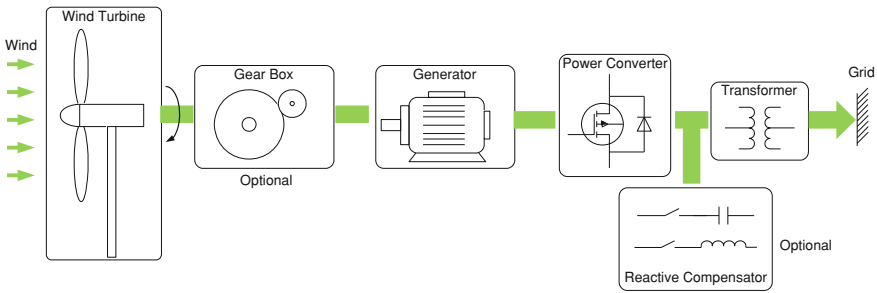 Wind Turbine
Wind
Gear Box
Optional
Generator
Power Converter
Transformer
Grid
Optional
Reactive Compensator